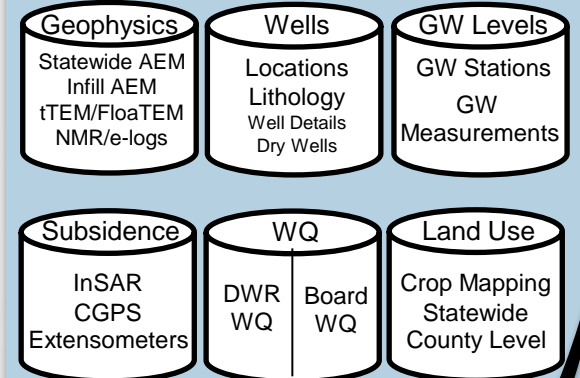 Geophysics
Statewide AEM
Infill AEM
tTEM/FloaTEM
NMR/e-logs
Wells
Locations
Lithology
Well Details
Dry Wells
GW Levels
GW Stations
GW
Measurements
Subsidence
InSAR
CGPS
Extensometers
WQ
DWR
WQ
Board
WQ
Land Use
Crop Mapping
Statewide
County Level